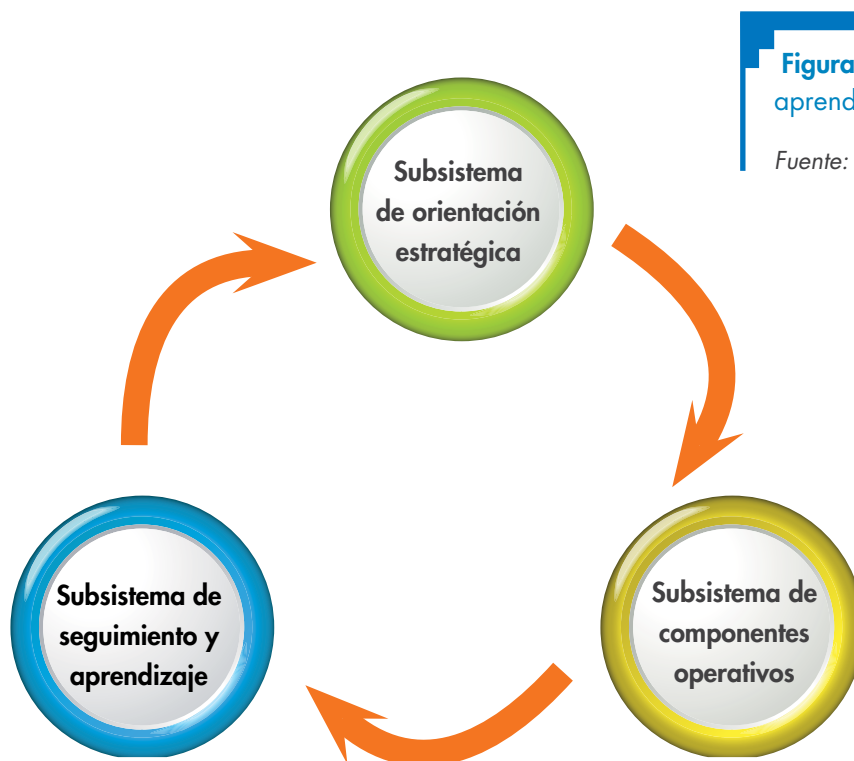 Figura
aprend
Fuente:
Subsistema
de orientación
estratégica
Subsistema de
seguimiento y
aprendizaje
Subsistema de
componentes
operativos